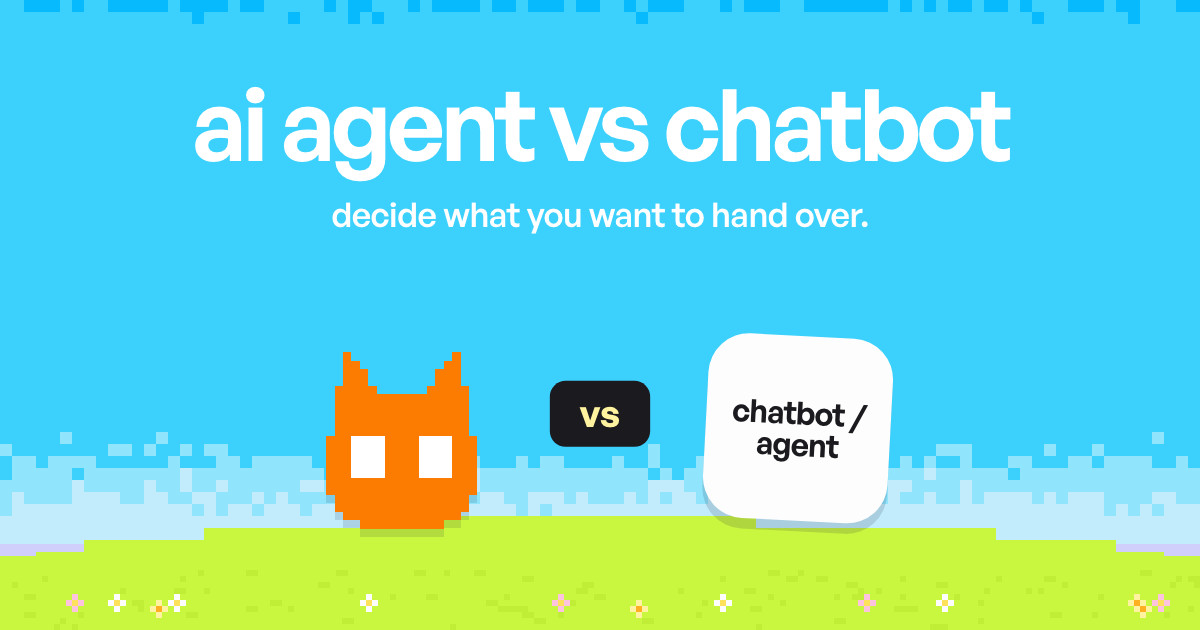 ai agent vs chatbot
decide what you want to hand over.
vs
chatbot /
agent